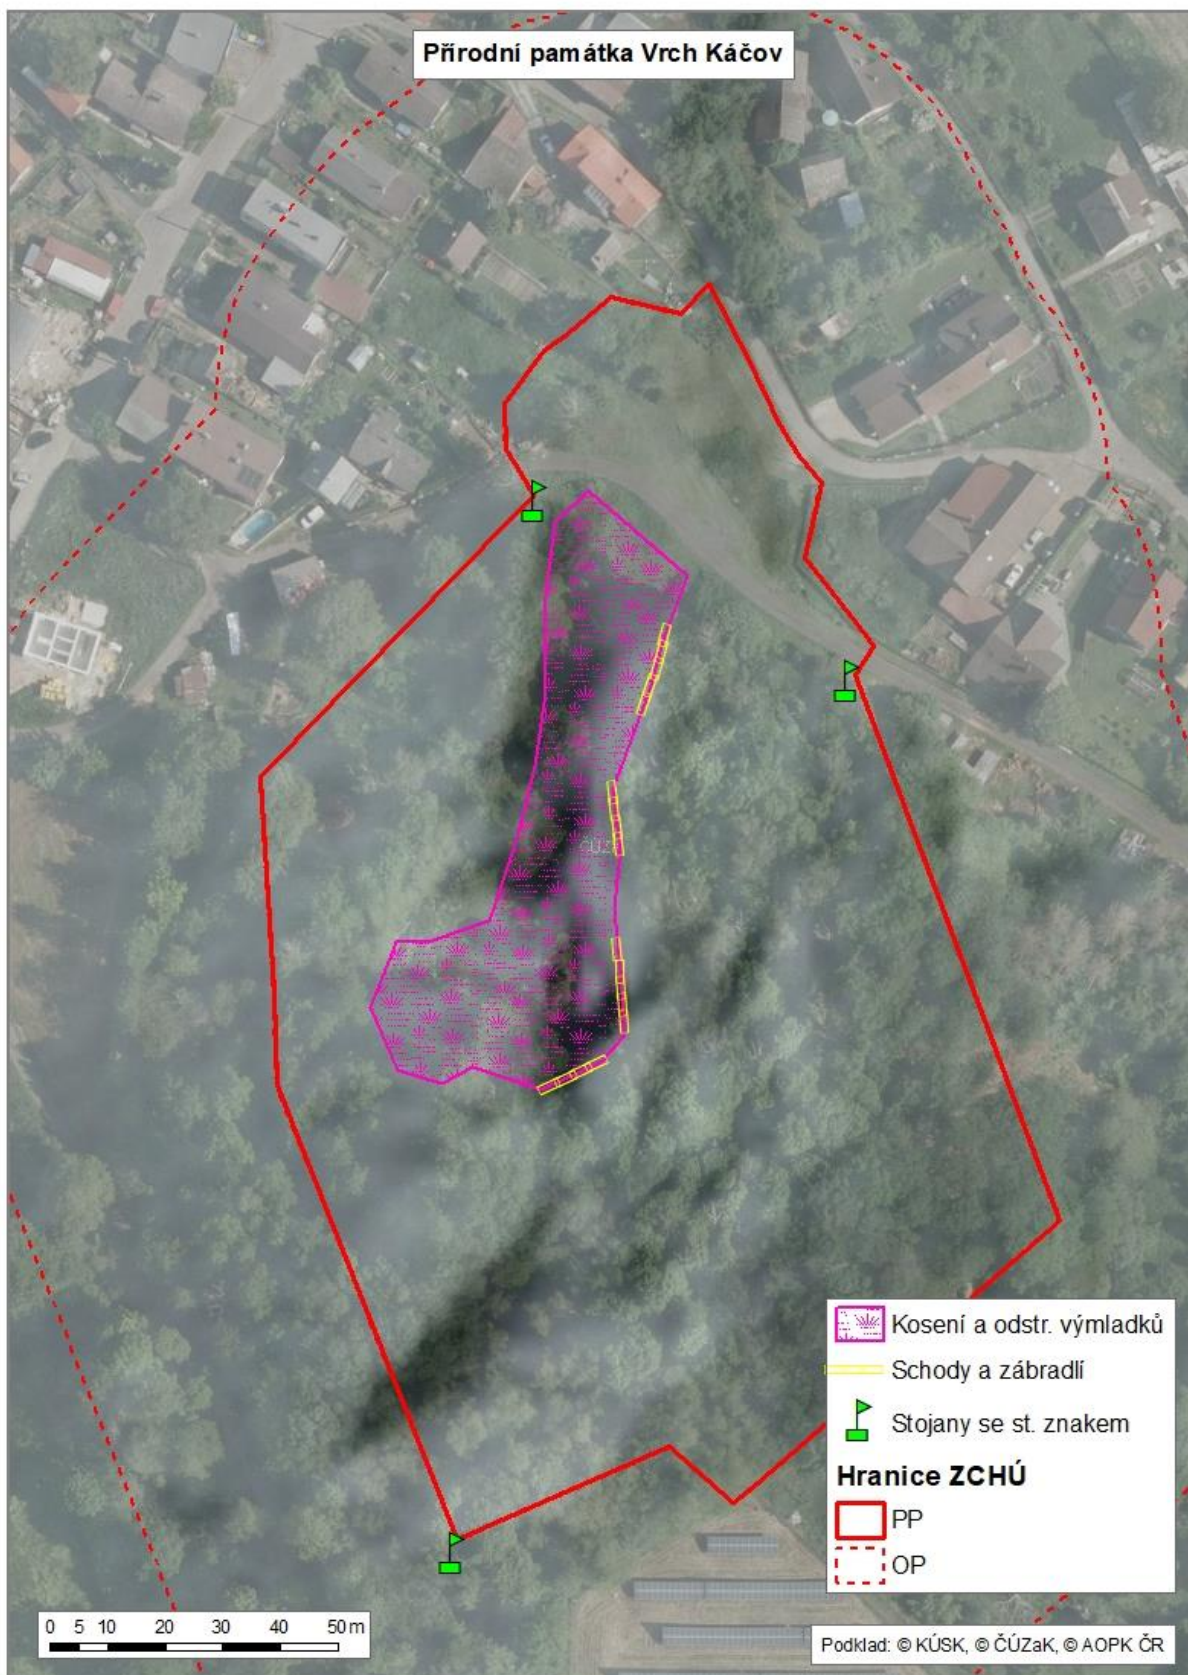 Přírodní památka Vrch Káčov
ČÚZ
Kosení a odstr. výmladků
Schody a zábradlí
Stojany se st. znakem
Hranice ZCHÚ
PP
OP
0 5 10 20 30 40 50 m
Podklad: © KÚSK, © ČÚZaK, © AOPK ČR